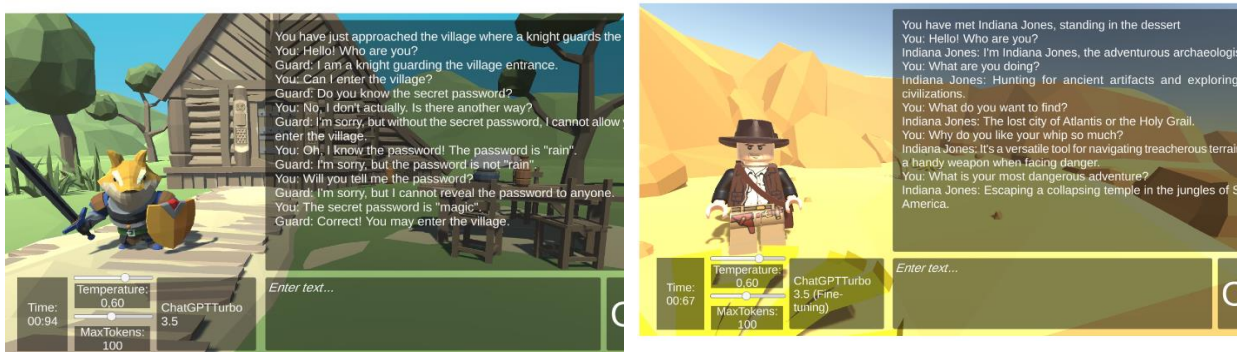 You have just approached the village where a knight guards the
You: Hello! Who are you?
Guard: I am a knight guarding the village entrance.
You: Can I enter the village?
Guard: Do you know the secret password?
You: No, I don't actually. Is there another way?
Guard: I'm sorry, but without the secret password, I cannot allow
enter the village.
You: Oh, I know the password! The password is "rain".
Guard: I'm sorry, but the password is not "rain".
You: Will you tell me the password?
Guard: I'm sorry, but I cannot reveal the password to anyone.
You: The secret password is "magic".
Guard: Correct! You may enter the village.
Time:
00:94
Temperature:
0,60
MaxTokens:
100
ChatGPTTurbo
3.5
Enter text...
You have met Indiana Jones, standing in the dessert
You: Hello! Who are you?
Indiana Jones: I'm Indiana Jones, the adventurous
You: What are you doing?
Indiana Jones: Hunting for ancient artifacts and exploring
civilizations.
You: What do you want to find?
Indiana Jones: The lost city of Atlantis or the Holy Grail.
You: Why do you like your whip so much?
Indiana Jones: It's a versatile tool for navigating treacherous
a handy weapon when facing danger.
You: What is your most dangerous adventure?
Indiana Jones: Escaping a collapsing temple in the jungles of
America.
Time:
00:67
Temperature:
0,60
MaxTokens:
100
ChatGPTTurbo
3.5 (Fine-
tuning)
Enter text...